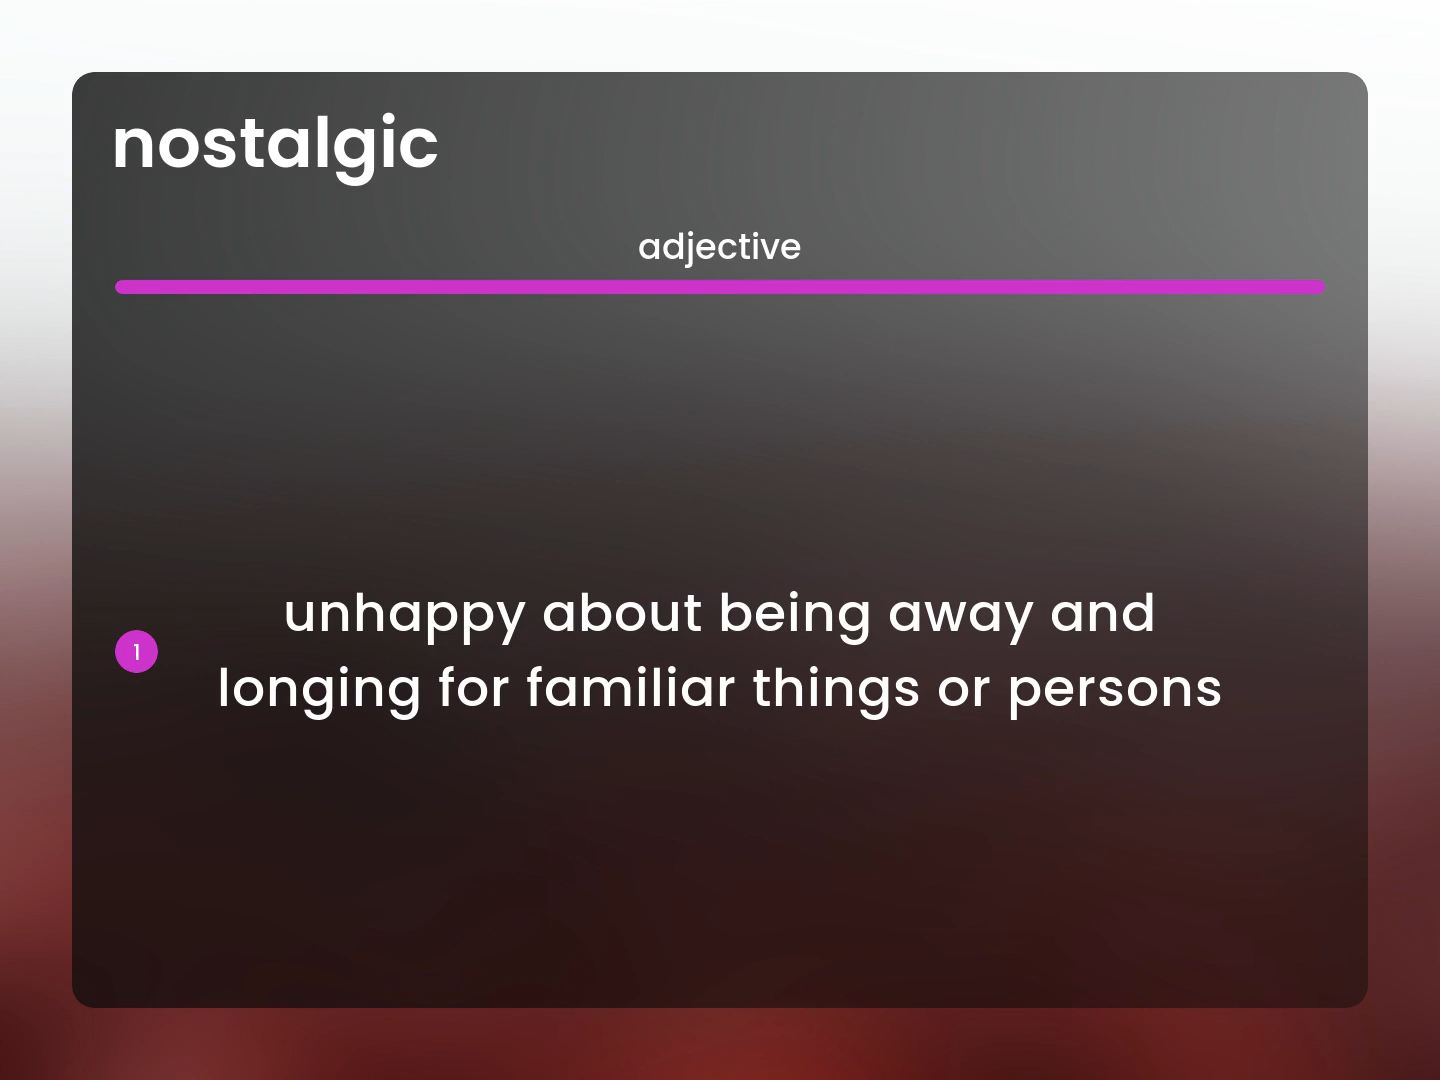 nostalgic
adjective
1
unhappy about being away and
longing for familiar things or persons